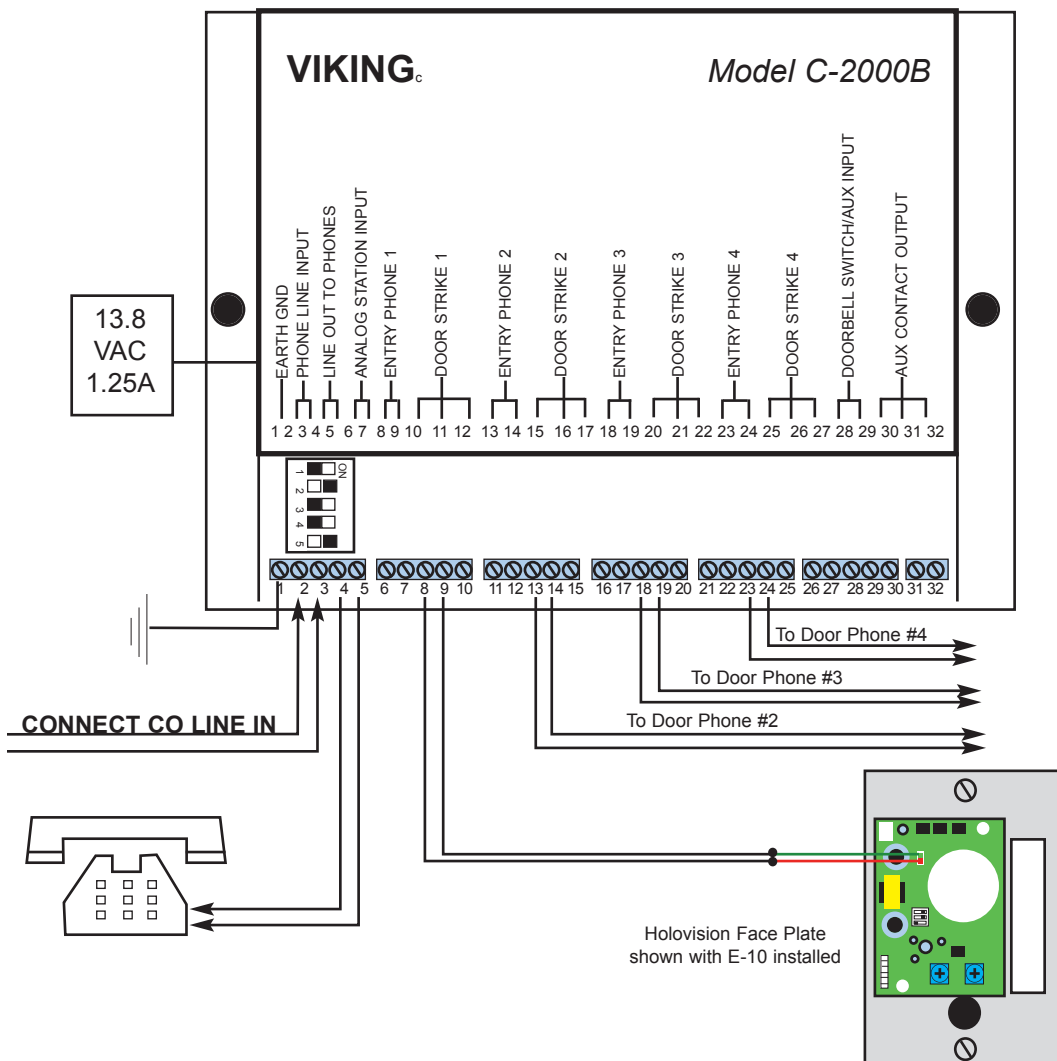 VIKINGc
Model C-2000B
13.8
VAC
1.25A
EARTH GND
PHONE LINE INPUT
LINE OUT TO PHONES
ANALOG STATION INPUT
ENTRY PHONE 1
DOOR STRIKE 1
ENTRY PHONE 2
DOOR STRIKE 2
ENTRY PHONE 3
DOOR STRIKE 3
ENTRY PHONE 4
DOOR STRIKE 4
DOORBELL SWITCH/AUX INPUT
AUX CONTACT OUTPUT
1 2 3 4 5 6 7 8 9 10 11 12 13 14 15 16 17 18 19 20 21 22 23 24 25 26 27 28 29 30 31 32
ON
1
2
3
4
5
1 2 3 4 5 6 7 8 9 10 11 12 13 14 15 16 17 18 19 20 21 22 23 24 25 26 27 28 29 30 31 32
To Door Phone #4
To Door Phone #3
To Door Phone #2
CONNECT CO LINE IN
Holovision Face Plate
shown with E-10 installed